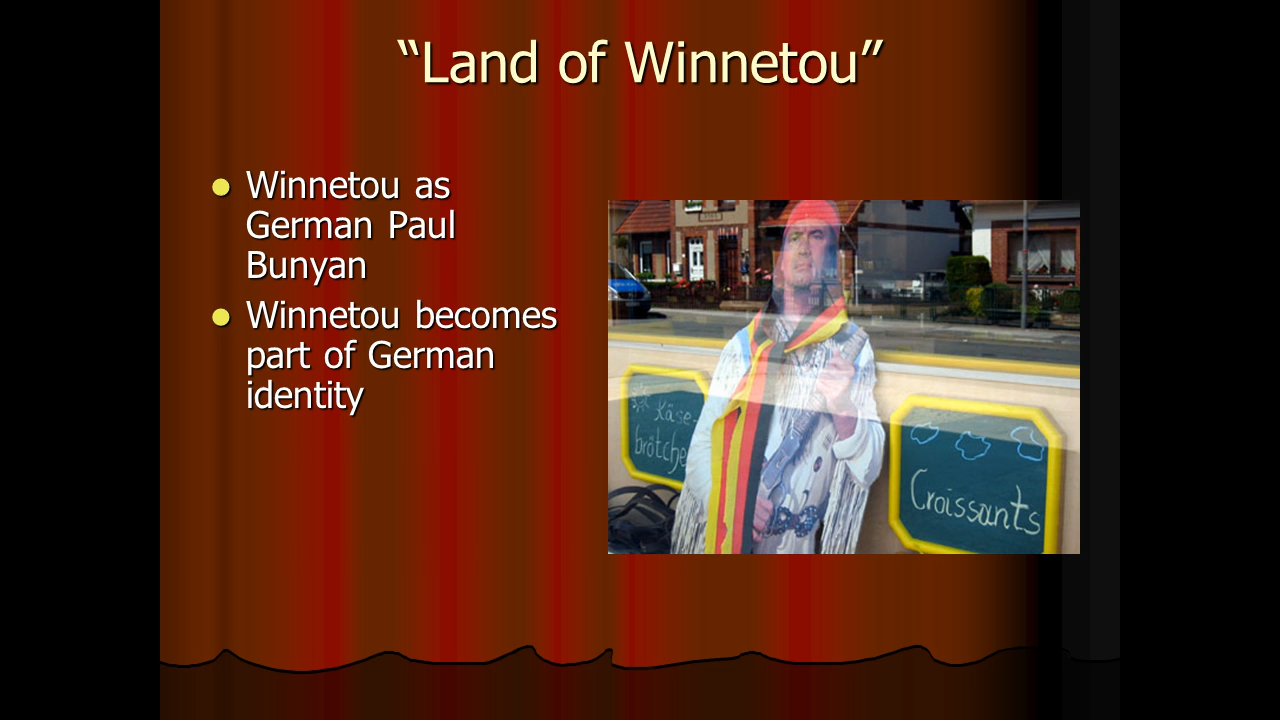 “Land of Winnetou”
Winnetou as
German Paul
Bunyan
Winnetou becomes
part of German
identity
Käse-
brötche
Croissants